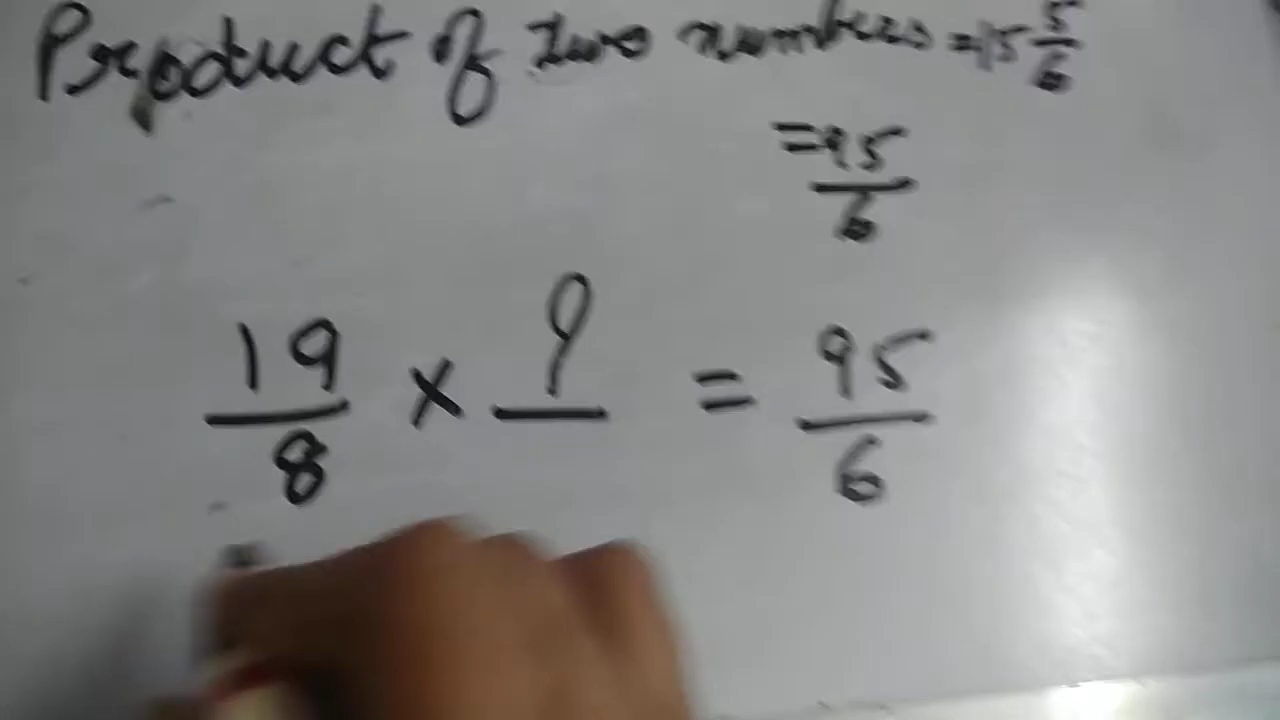 Product of two numbers = 15 5/6
= 95/6
19/8 × ?/ = 95/6